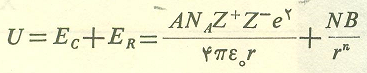 U = E_C + E_R = \frac{AN_A Z^+ Z^- e^۲}{۴πε_۰ r} + \frac{NB}{r^n}